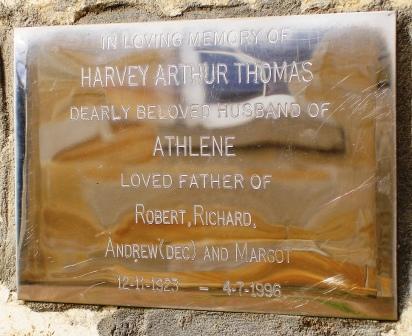 IN LOVING MEMORY OF
HARVEY ARTHUR THOMAS
DEARLY BELOVED HUSBAND OF
ATHLENE
LOVED FATHER OF
ROBERT, RICHARD,
ANDREW (DEC) AND MARGOT
12-11-1923 – 4-7-1996